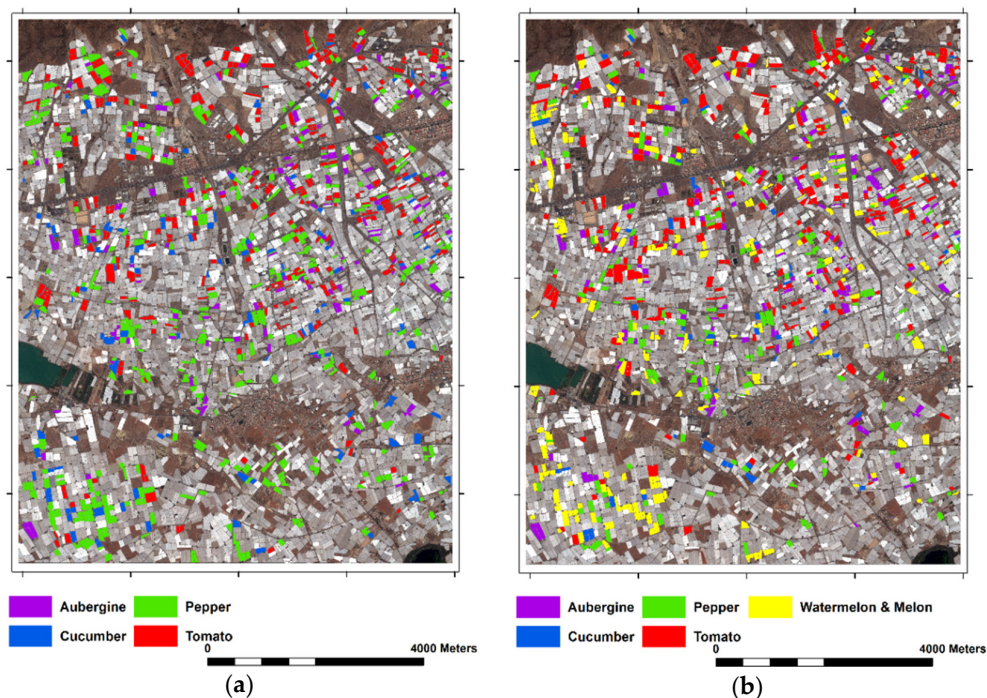 Aubergine Pepper
Cucumber Tomato
0 4000 Meters
(a)
Aubergine Pepper Watermelon & Melon
Cucumber Tomato
0 4000 Meters
(b)